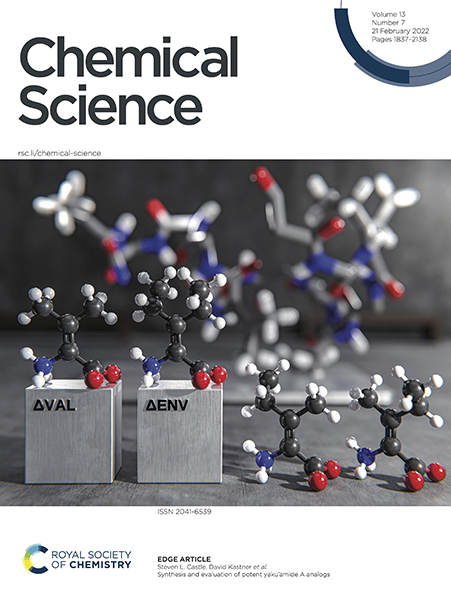 Volume 13
Number 7
21 February 2022
Pages 1837–2138
Chemical
Science
rsc.li/chemical-science
ΔVAL
ΔENV
ISSN 2041-6539
ROYAL SOCIETY
OF CHEMISTRY
EDGE ARTICLE
Steven L. Castle, David Kastner et al.
Synthesis and evaluation of potent yaku'amide A analogs